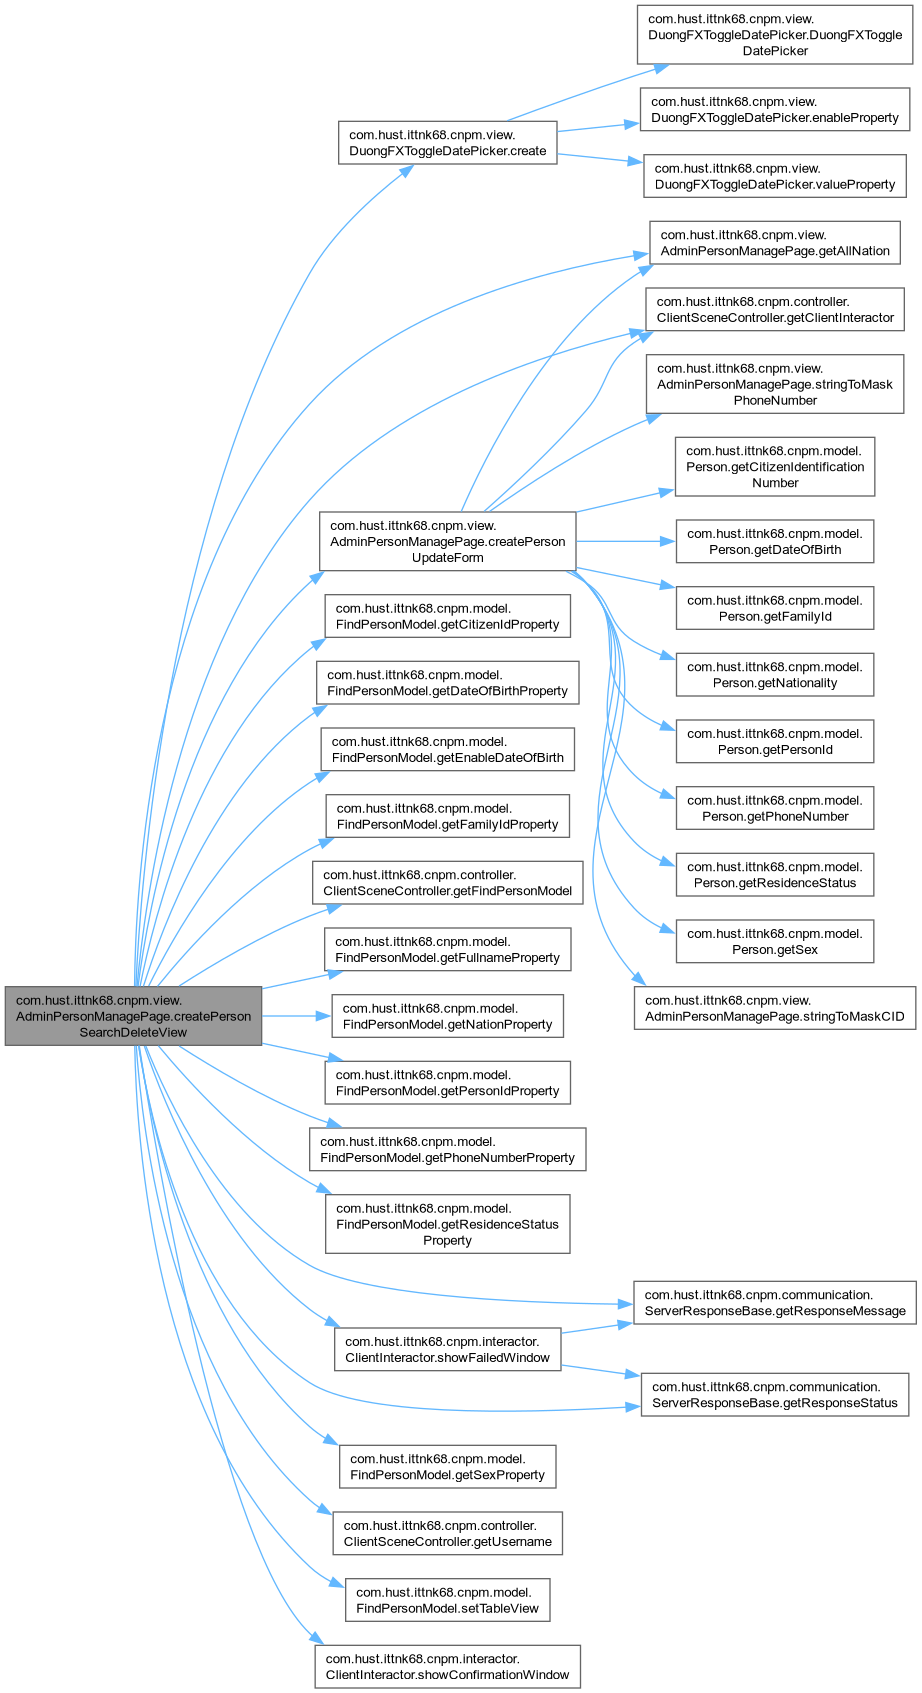 com.hust.ittnk68.cnpm.view.
DuongFXToggleDatePicker.DuongFXToggle
DatePicker
com.hust.ittnk68.cnpm.view.
DuongFXToggleDatePicker.enableProperty
com.hust.ittnk68.cnpm.view.
DuongFXToggleDatePicker.create
com.hust.ittnk68.cnpm.view.
DuongFXToggleDatePicker.valueProperty
com.hust.ittnk68.cnpm.view.
AdminPersonManagePage.getAllNation
com.hust.ittnk68.cnpm.controller.
ClientSceneController.getClientInteractor
com.hust.ittnk68.cnpm.view.
AdminPersonManagePage.stringToMask
PhoneNumber
com.hust.ittnk68.cnpm.model.
Person.getCitizenIdentification
Number
com.hust.ittnk68.cnpm.view.
AdminPersonManagePage.createPerson
UpdateForm
com.hust.ittnk68.cnpm.model.
Person.getDateOfBirth
com.hust.ittnk68.cnpm.model.
Person.getFamilyId
com.hust.ittnk68.cnpm.model.
FindPersonModel.getCitizenIdProperty
com.hust.ittnk68.cnpm.model.
Person.getNationality
com.hust.ittnk68.cnpm.model.
FindPersonModel.getDateOfBirthProperty
com.hust.ittnk68.cnpm.model.
Person.getPersonId
com.hust.ittnk68.cnpm.model.
FindPersonModel.getEnableDateOfBirth
com.hust.ittnk68.cnpm.model.
Person.getPhoneNumber
com.hust.ittnk68.cnpm.model.
FindPersonModel.getFamilyIdProperty
com.hust.ittnk68.cnpm.model.
Person.getResidenceStatus
com.hust.ittnk68.cnpm.controller.
ClientSceneController.getFindPersonModel
com.hust.ittnk68.cnpm.model.
Person.getSex
com.hust.ittnk68.cnpm.model.
FindPersonModel.getFullnameProperty
com.hust.ittnk68.cnpm.view.
AdminPersonManagePage.stringToMaskCID
com.hust.ittnk68.cnpm.view.
AdminPersonManagePage.createPerson
SearchDeleteView
com.hust.ittnk68.cnpm.model.
FindPersonModel.getNationProperty
com.hust.ittnk68.cnpm.model.
FindPersonModel.getPersonIdProperty
com.hust.ittnk68.cnpm.model.
FindPersonModel.getPhoneNumberProperty
com.hust.ittnk68.cnpm.model.
FindPersonModel.getResidenceStatus
Property
com.hust.ittnk68.cnpm.communication.
ServerResponseBase.getResponseMessage
com.hust.ittnk68.cnpm.interactor.
ClientInteractor.showFailedWindow
com.hust.ittnk68.cnpm.communication.
ServerResponseBase.getResponseStatus
com.hust.ittnk68.cnpm.model.
FindPersonModel.getSexProperty
com.hust.ittnk68.cnpm.controller.
ClientSceneController.getUsername
com.hust.ittnk68.cnpm.model.
FindPersonModel.setTableView
com.hust.ittnk68.cnpm.interactor.
ClientInteractor.showConfirmationWindow